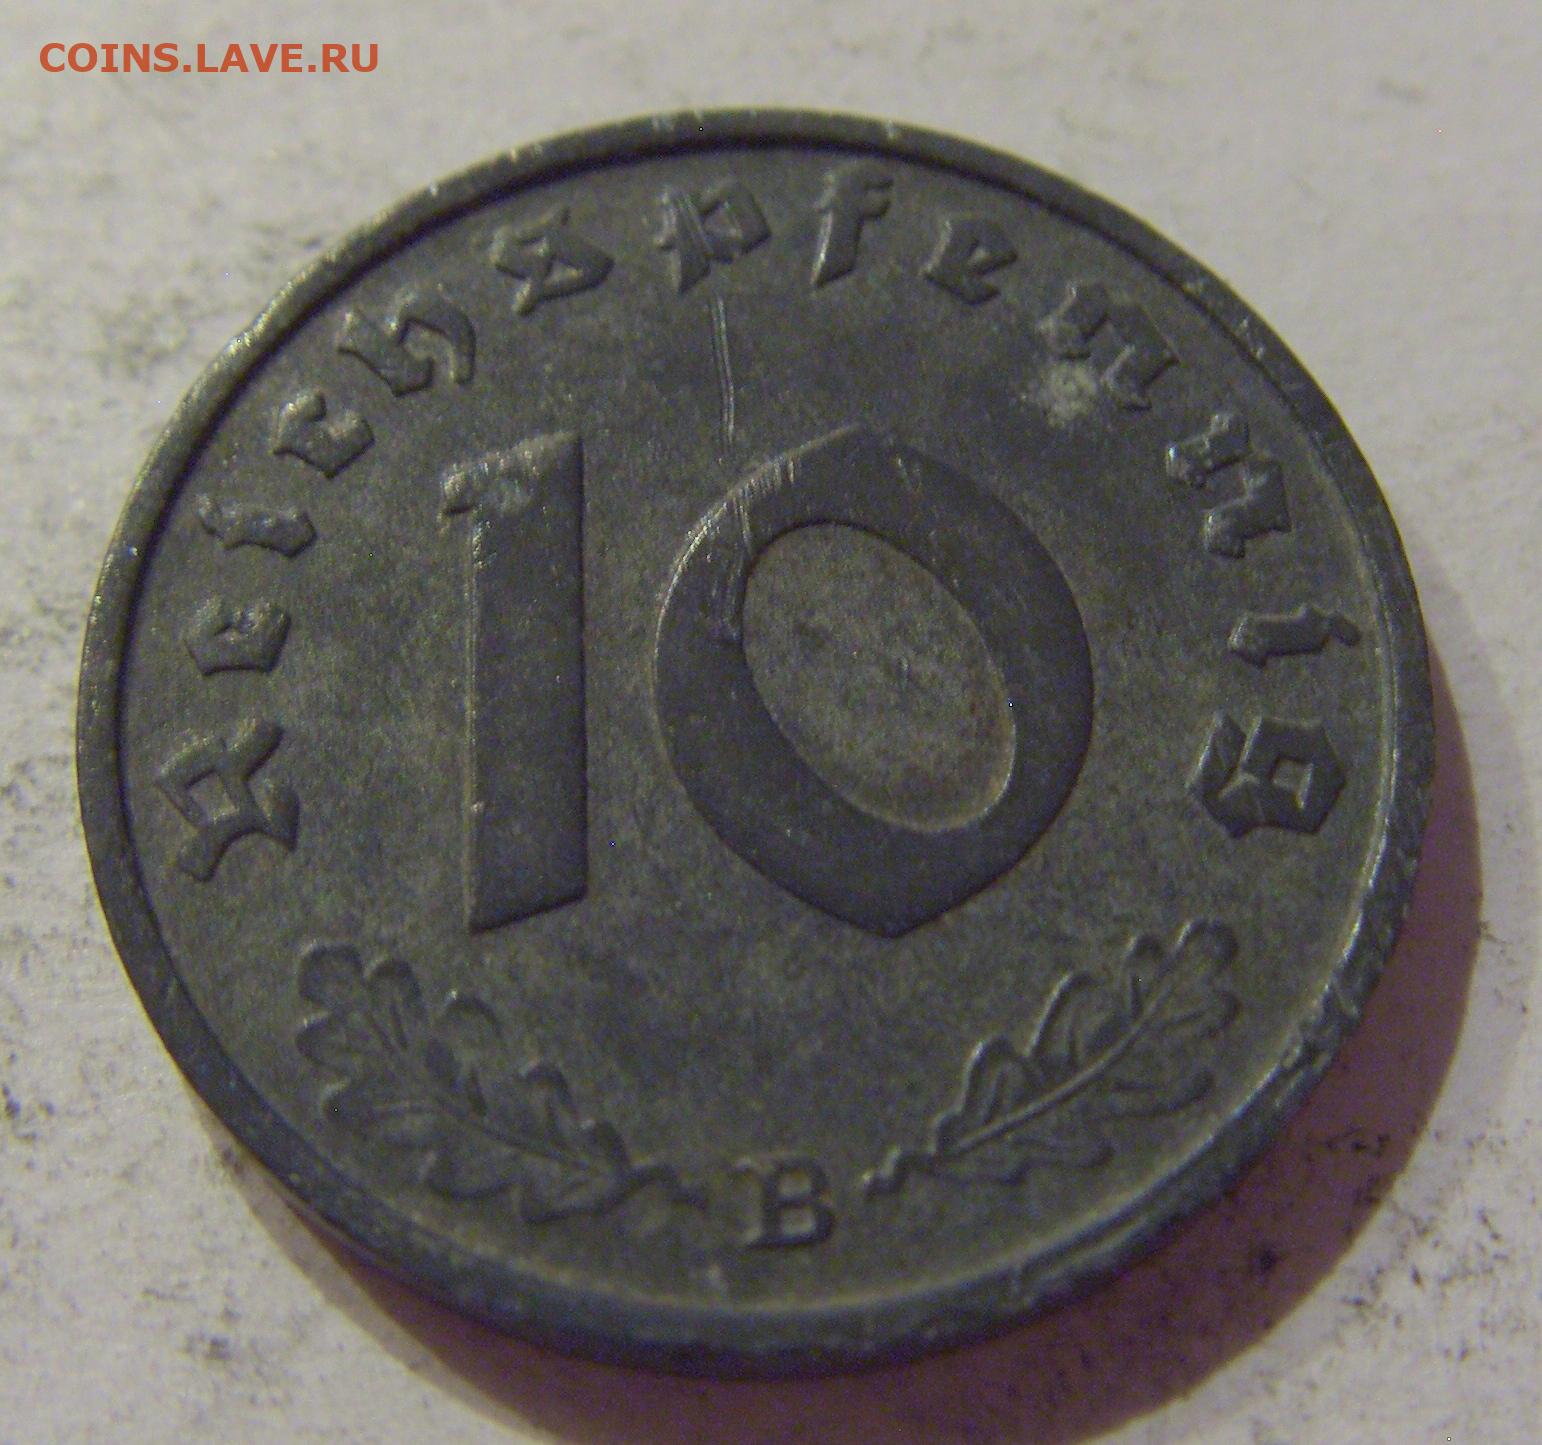 COINS.LAVE.RU
Reichspfennig
10
B